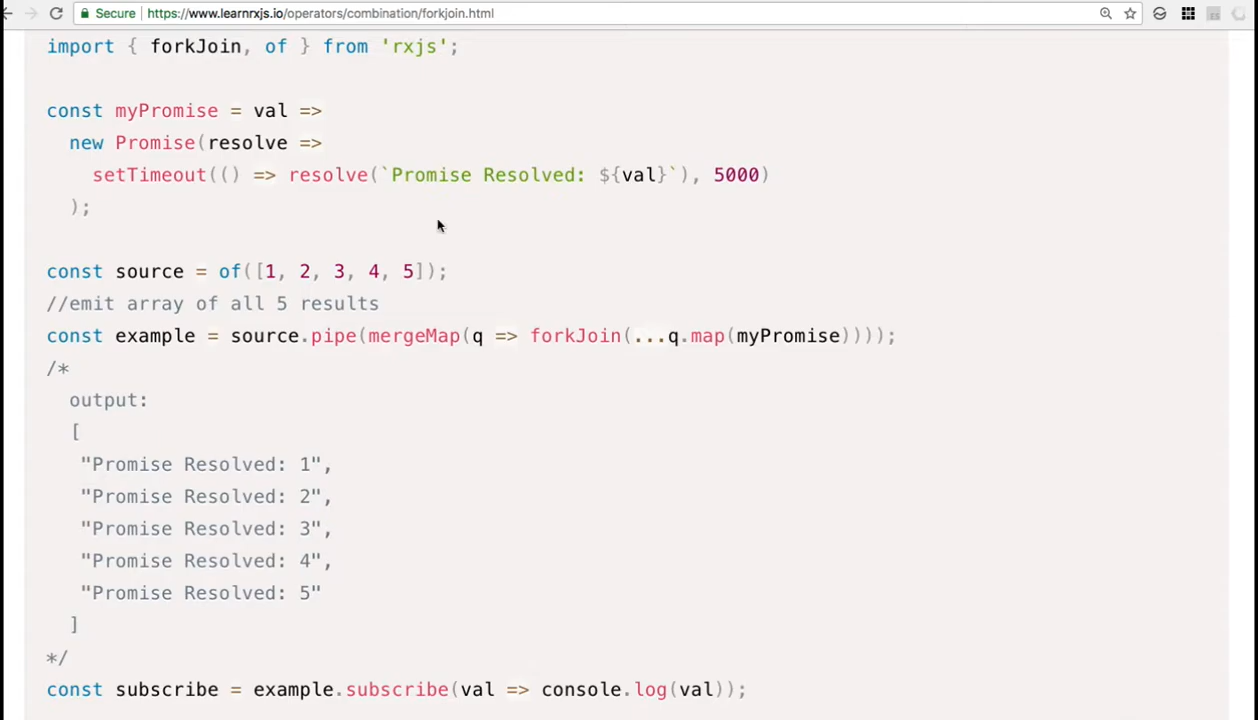 Secure https://www.learnrxjs.io/operators/combination/forkjoin.html
import { forkJoin, of } from 'rxjs';
const myPromise = val =>
new Promise(resolve =>
setTimeout(() => resolve(`Promise Resolved: ${val}`), 5000)
);
const source = of([1, 2, 3, 4, 5]);
//emit array of all 5 results
const example = source.pipe(mergeMap(q => forkJoin(...q.map(myPromise))));
/*
output:
[
"Promise Resolved: 1",
"Promise Resolved: 2",
"Promise Resolved: 3",
"Promise Resolved: 4",
"Promise Resolved: 5"
]
*/
const subscribe = example.subscribe(val => console.log(val));